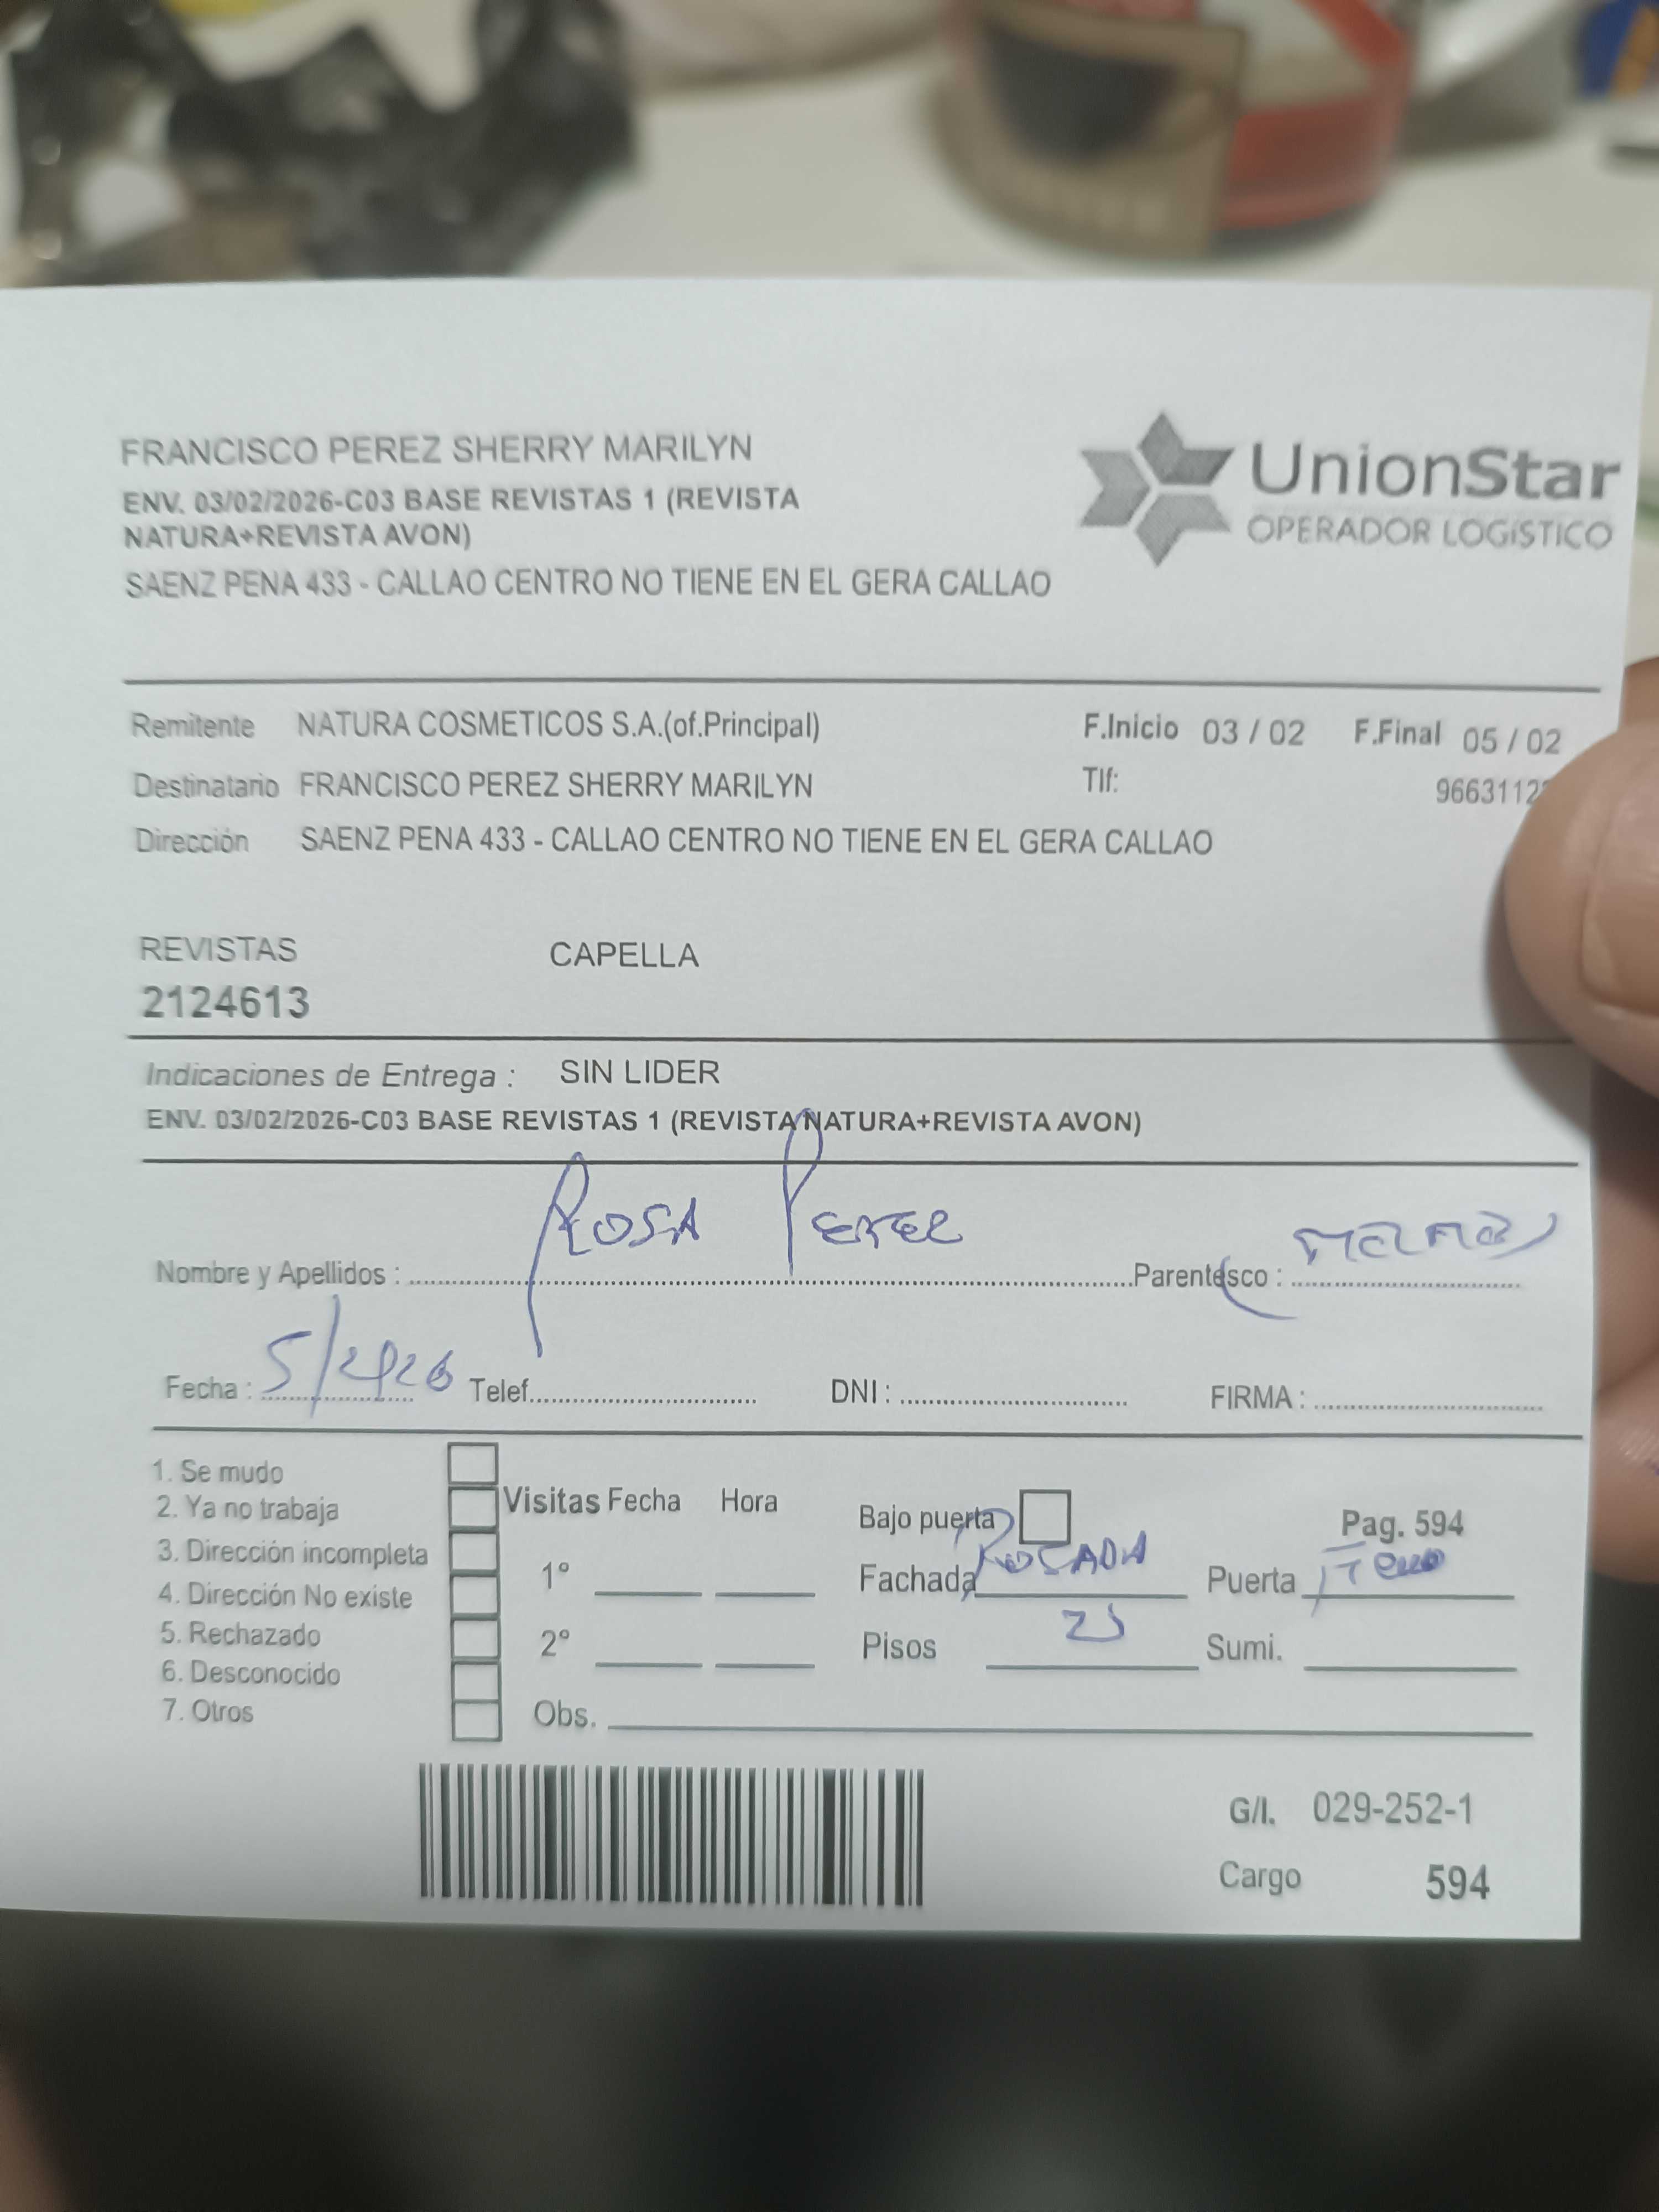 FRANCISCO PEREZ SHERRY MARILYN
ENV. 03/02/2026-C03 BASE REVISTAS 1 (REVISTA
NATURA+REVISTA AVON)
SAENZ PENA 433 - CALLAO CENTRO NO TIENE EN EL GERA CALLAO
UnionStar
OPERADOR LOGÍSTICO
Remitente NATURA COSMETICOS S.A.(of.Principal) F.Inicio 03 / 02 F.Final 05 / 02
Destinatario FRANCISCO PEREZ SHERRY MARILYN Tlf: 9663112
Dirección SAENZ PENA 433 - CALLAO CENTRO NO TIENE EN EL GERA CALLAO
REVISTAS CAPELLA
2124613
Indicaciones de Entrega : SIN LIDER
ENV. 03/02/2026-C03 BASE REVISTAS 1 (REVISTA NATURA+REVISTA AVON)
Nombre y Apellidos : ROSA PEREZ Parentesco :
Fecha : 5/2/26 Telef. DNI : FIRMA :
1. Se mudo
2. Ya no trabaja
3. Dirección incompleta
4. Dirección No existe
5. Rechazado
6. Desconocido
7. Otros
Visitas Fecha Hora
1°
2°
Obs.
Bajo puerta Pag. 594
Fachada ROSADA Puerta
Pisos Sumi.
G/I. 029-252-1
Cargo 594